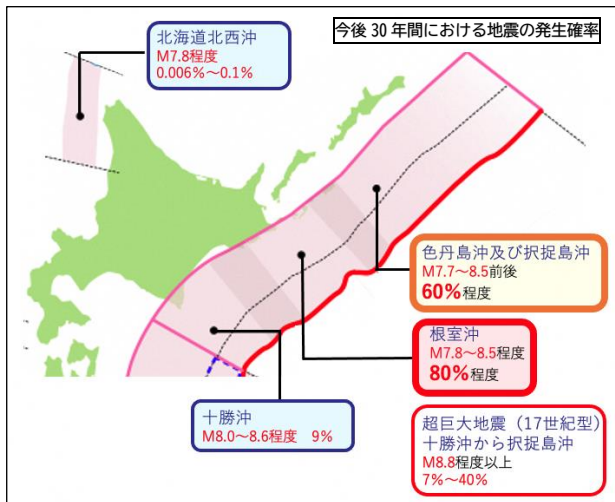 今後30年間における地震の発生確率
北海道北西沖
M7.8程度
0.006%～0.1%
色丹島沖及び択捉島沖
M7.7～8.5前後
60%程度
根室沖
M7.8～8.5程度
80%程度
十勝沖
M8.0～8.6程度 9%
超巨大地震（17世紀型）
十勝沖から択捉島沖
M8.8程度以上
7%～40%